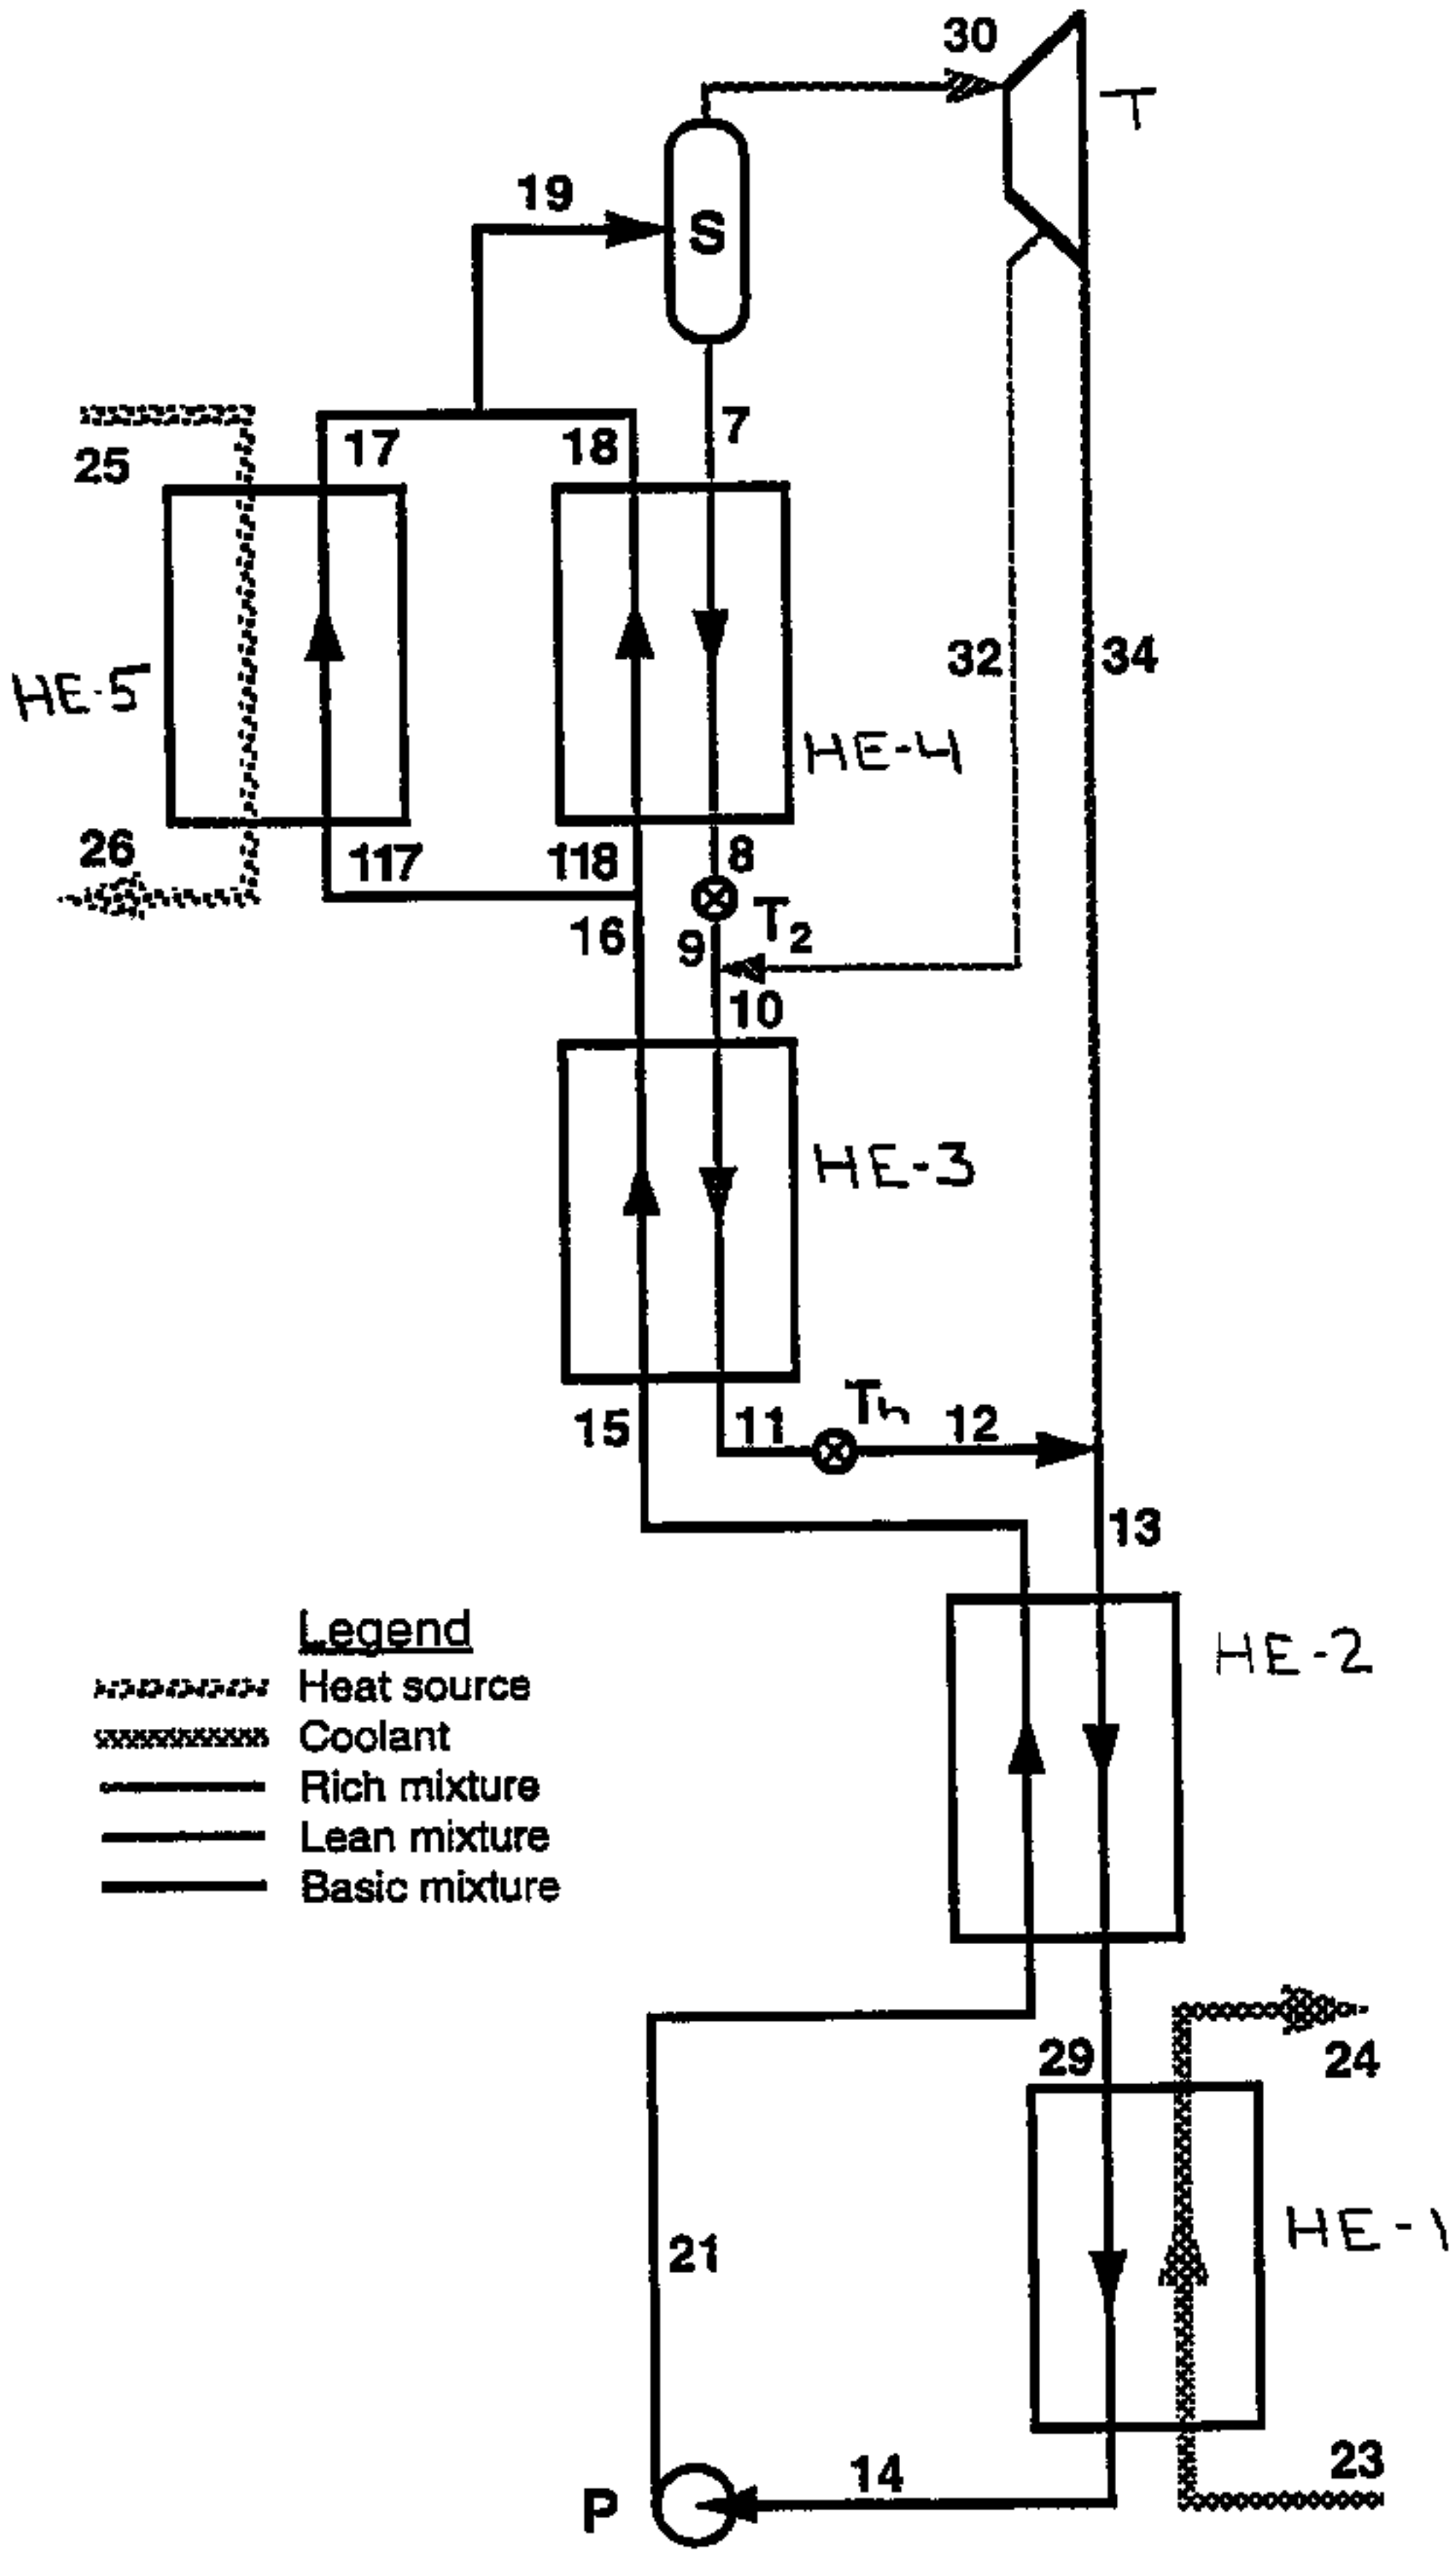 30
T
19
S
7
17
18
25
HE-5
HE-4
32
34
26
117
118
8
T2
16
9
10
HE-3
Th
15
11
12
13
Legend
Heat source
Coolant
Rich mixture
Lean mixture
Basic mixture
HE-2
29
24
21
HE-1
14
23
P